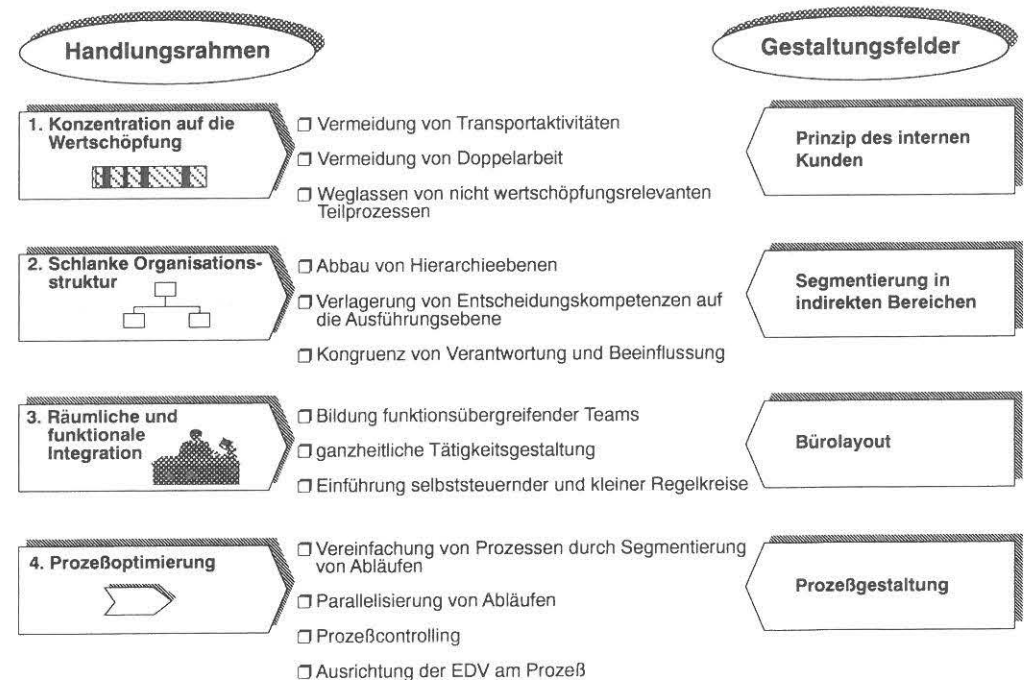 Handlungsrahmen
Gestaltungsfelder
1. Konzentration auf die
Wertschöpfung
❒ Vermeidung von Transportaktivitäten
❒ Vermeidung von Doppelarbeit
❒ Weglassen von nicht wertschöpfungsrelevanten
Teilprozessen
Prinzip des internen
Kunden
2. Schlanke Organisations-
struktur
❒ Abbau von Hierarchieebenen
❒ Verlagerung von Entscheidungskompetenzen auf
die Ausführungsebene
❒ Kongruenz von Verantwortung und Beeinflussung
Segmentierung in
indirekten Bereichen
3. Räumliche und
funktionale
Integration
❒ Bildung funktionsübergreifender Teams
❒ ganzheitliche Tätigkeitsgestaltung
❒ Einführung selbststeuernder und kleiner Regelkreise
Bürolayout
4. Prozeßoptimierung
❒ Vereinfachung von Prozessen durch Segmentierung
von Abläufen
❒ Parallelisierung von Abläufen
❒ Prozeßcontrolling
❒ Ausrichtung der EDV am Prozeß
Prozeßgestaltung